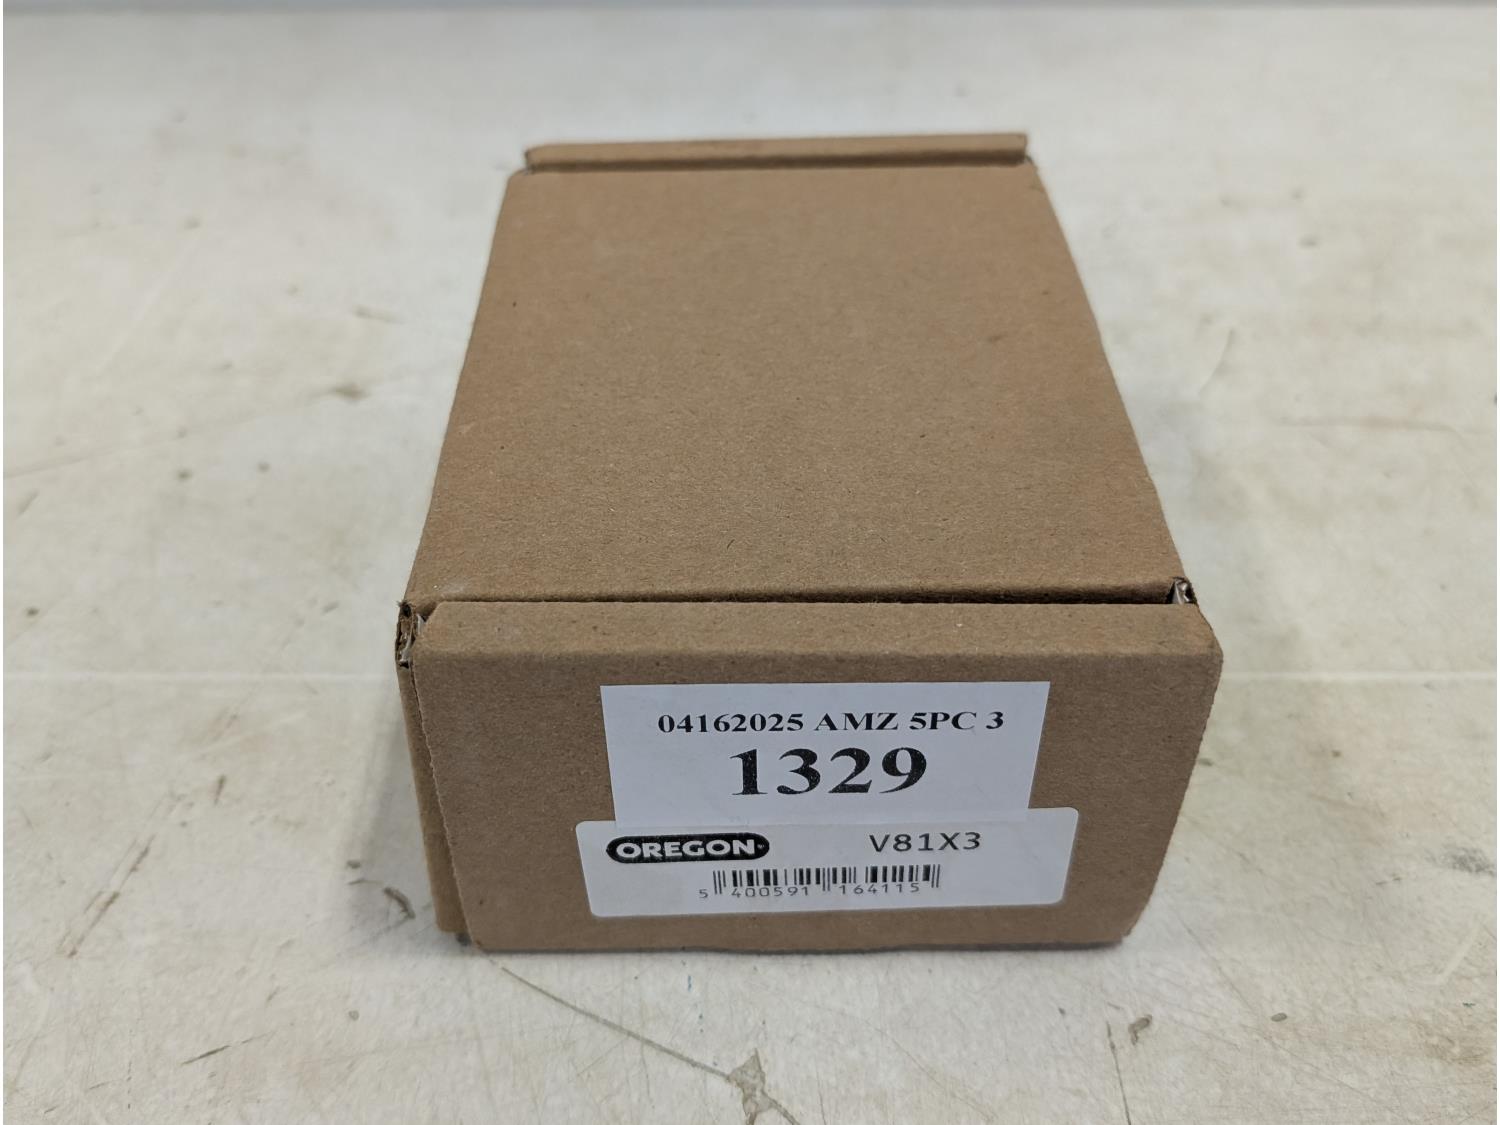 04162025 AMZ 5PC 3
1329
OREGON
V81X3
5 400591 164115